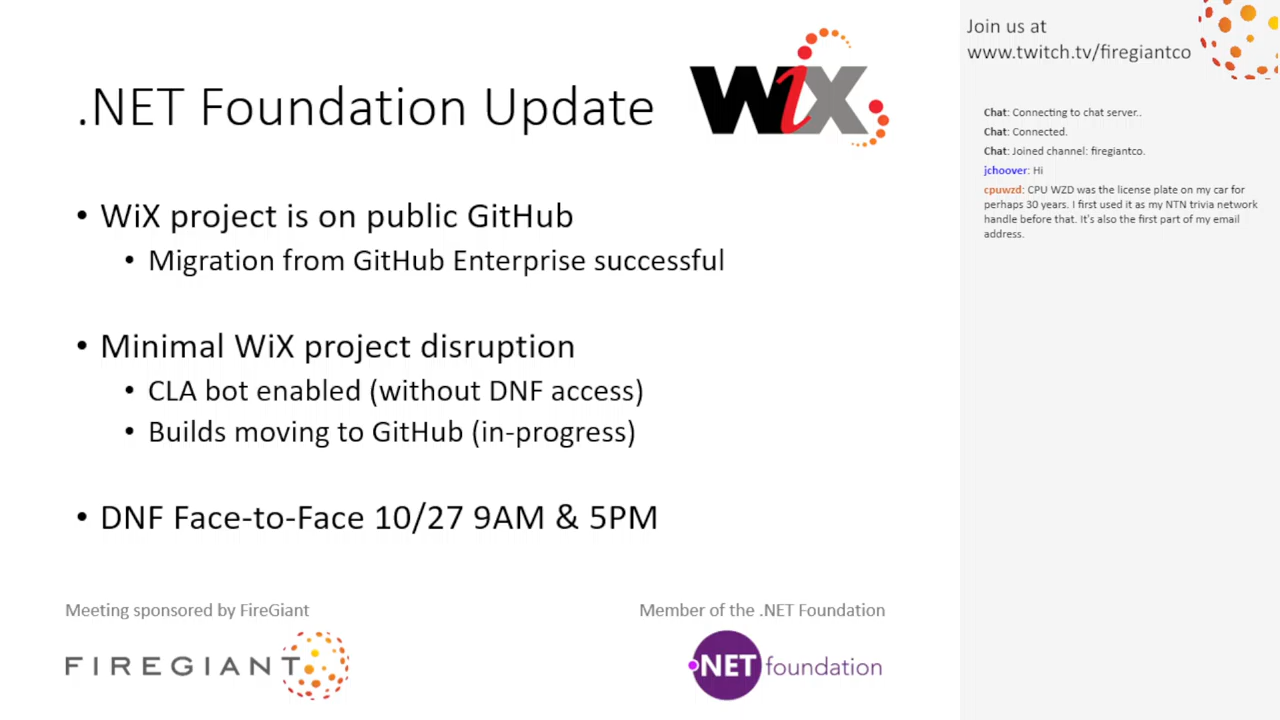 .NET Foundation Update
WiX
• WiX project is on public GitHub
• Migration from GitHub Enterprise successful
• Minimal WiX project disruption
• CLA bot enabled (without DNF access)
• Builds moving to GitHub (in-progress)
• DNF Face-to-Face 10/27 9AM & 5PM
Meeting sponsored by FireGiant
FIREGIANT
Member of the .NET Foundation
.NET foundation
Join us at
www.twitch.tv/firegiantco
Chat: Connecting to chat server..
Chat: Connected.
Chat: Joined channel: firegiantco.
jchoover: Hi
cpuwzd: CPU WZD was the license plate on my car for
perhaps 30 years. I first used it as my NTN trivia network
handle before that. It's also the first part of my email
address.